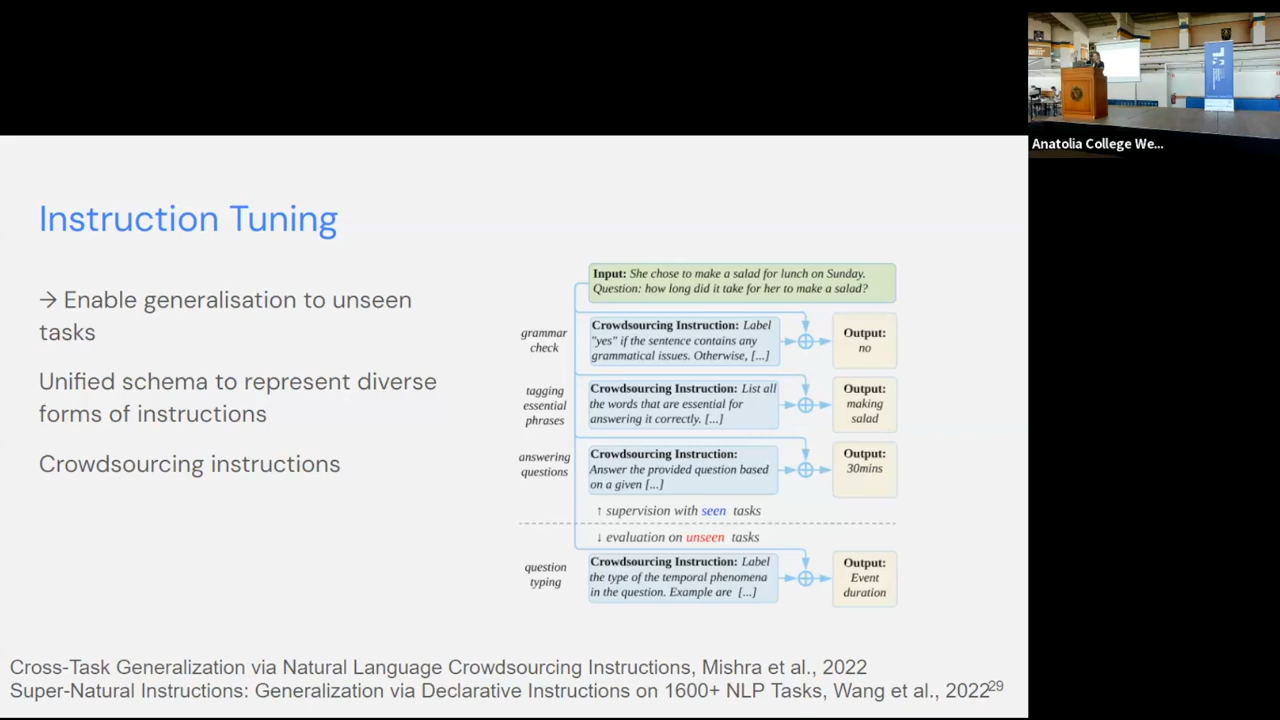 Anatolia College We...
Instruction Tuning
→ Enable generalisation to unseen
tasks
Unified schema to represent diverse
forms of instructions
Crowdsourcing instructions
Input: She chose to make a salad for lunch on Sunday.
Question: how long did it take for her to make a salad?
grammar
check
Crowdsourcing Instruction: Label
"yes" if the sentence contains any
grammatical issues. Otherwise, [...]
Output:
no
tagging
essential
phrases
Crowdsourcing Instruction: List all
the words that are essential for
answering it correctly. [...]
Output:
making
salad
answering
questions
Crowdsourcing Instruction:
Answer the provided question based
on a given [...]
Output:
30mins
↑ supervision with seen tasks
↓ evaluation on unseen tasks
question
typing
Crowdsourcing Instruction: Label
the type of the temporal phenomena
in the question. Example are [...]
Output:
Event
duration
Cross-Task Generalization via Natural Language Crowdsourcing Instructions, Mishra et al., 2022
Super-Natural Instructions: Generalization via Declarative Instructions on 1600+ NLP Tasks, Wang et al., 2022
29